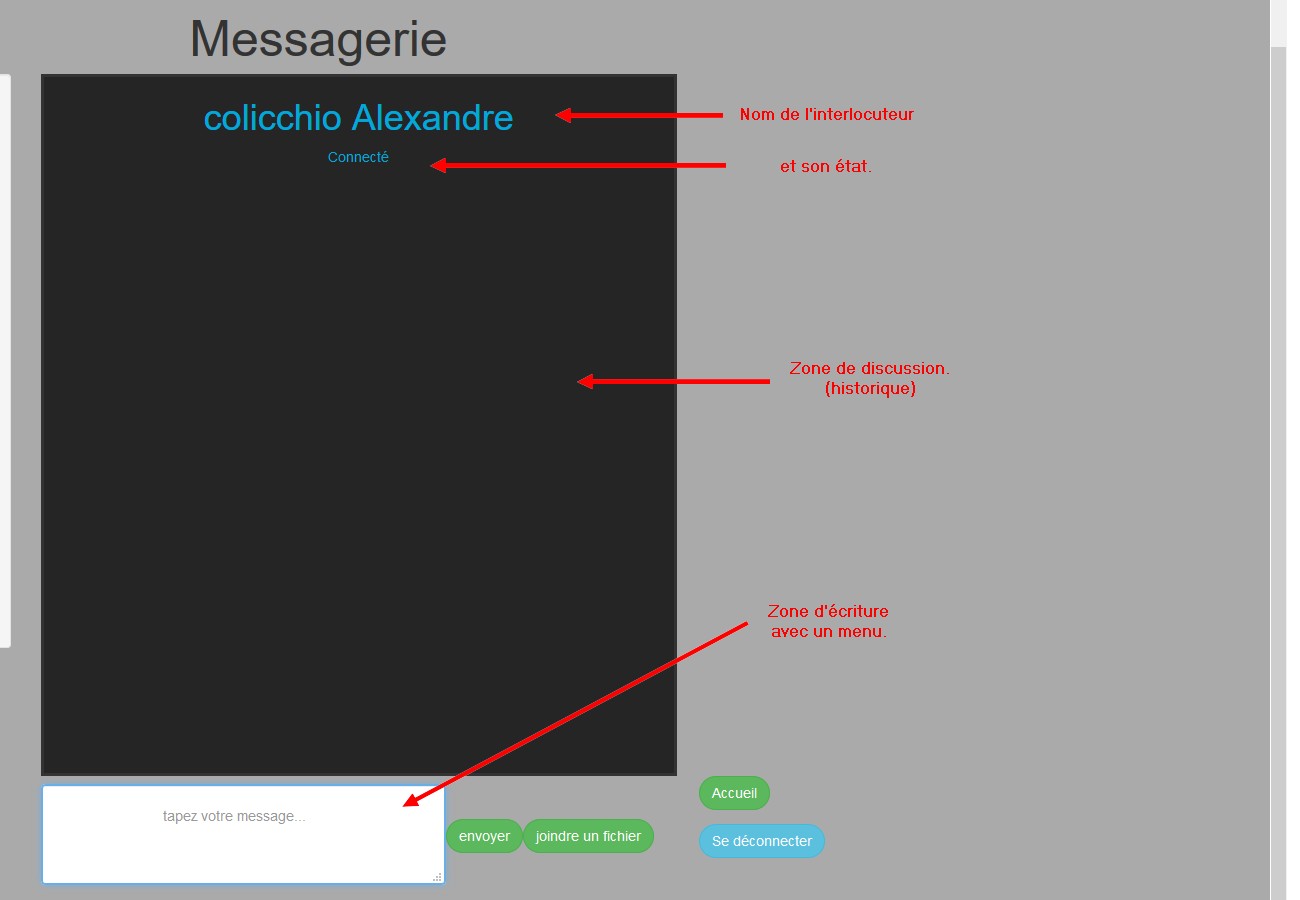 Messagerie
colicchio Alexandre
Nom de l'interlocuteur
Connecté
et son état.
Zone de discussion.
(historique)
Zone d'écriture
avec un menu.
Accueil
tapez votre message...
envoyer
joindre un fichier
Se déconnecter